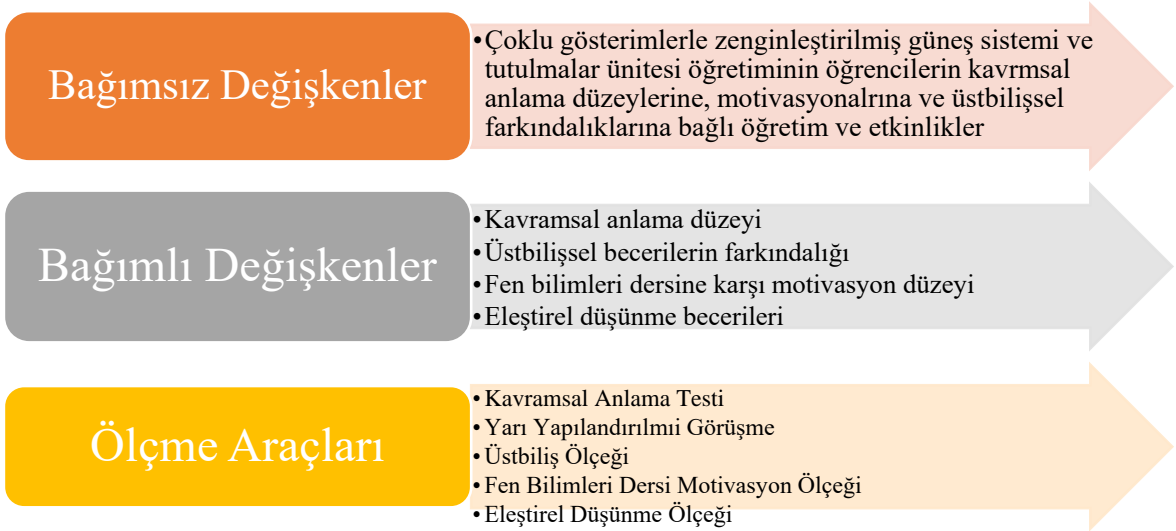 Bağımsız Değişkenler
•Çoklu gösterimlerle zenginleştirilmiş güneş sistemi ve
tutulmalar ünitesi öğretiminin öğrencilerin kavrmsal
anlama düzeylerine, motivasyonalrına ve üstbilişsel
farkındalıklarına bağlı öğretim ve etkinlikler
Bağımlı Değişkenler
•Kavramsal anlama düzeyi
•Üstbilişsel becerilerin farkındalığı
•Fen bilimleri dersine karşı motivasyon düzeyi
•Eleştirel düşünme becerileri
Ölçme Araçları
•Kavramsal Anlama Testi
•Yarı Yapılandırılmıi Görüşme
•Üstbiliş Ölçeği
•Fen Bilimleri Dersi Motivasyon Ölçeği
•Eleştirel Düşünme Ölçeği